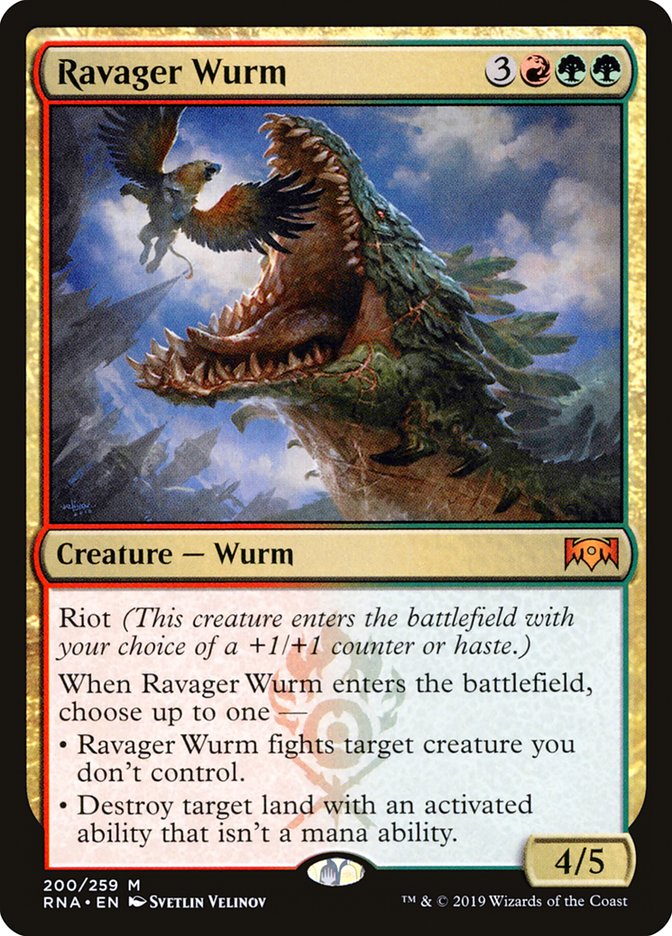 Ravager Wurm 3
Creature — Wurm
Riot (This creature enters the battlefield with
your choice of a +1/+1 counter or haste.)
When Ravager Wurm enters the battlefield,
choose up to one —
• Ravager Wurm fights target creature you
don't control.
• Destroy target land with an activated
ability that isn't a mana ability.
4/5
200/259 M
RNA • EN Svetlin Velinov
™ & © 2019 Wizards of the Coast